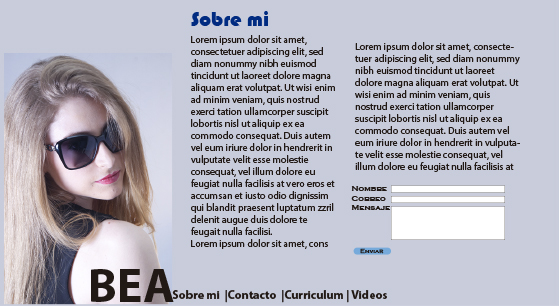 Sobre mi
Lorem ipsum dolor sit amet,
consectetuer adipiscing elit, sed
diam nonummy nibh euismod
tincidunt ut laoreet dolore magna
aliquam erat volutpat. Ut wisi enim
ad minim veniam, quis nostrud
exerci tation ullamcorper suscipit
lobortis nisl ut aliquip ex ea
commodo consequat. Duis autem
vel eum iriure dolor in hendrerit in
vulputate velit esse molestie
consequat, vel illum dolore eu
feugiat nulla facilisis at vero eros et
accumsan et iusto odio dignissim
qui blandit praesent luptatum zzril
delenit augue duis dolore te
feugait nulla facilisi.
Lorem ipsum dolor sit amet, cons
Lorem ipsum dolor sit amet, consecte-
tuer adipiscing elit, sed diam nonummy
nibh euismod tincidunt ut laoreet
dolore magna aliquam erat volutpat. Ut
wisi enim ad minim veniam, quis
nostrud exerci tation ullamcorper
suscipit lobortis nisl ut aliquip ex ea
commodo consequat. Duis autem vel
eum iriure dolor in hendrerit in vulputa-
te velit esse molestie consequat, vel
illum dolore eu feugiat nulla facilisis at
Nombre
Correo
Mensaje
Enviar
BEA
Sobre mi |Contacto |Curriculum | Videos